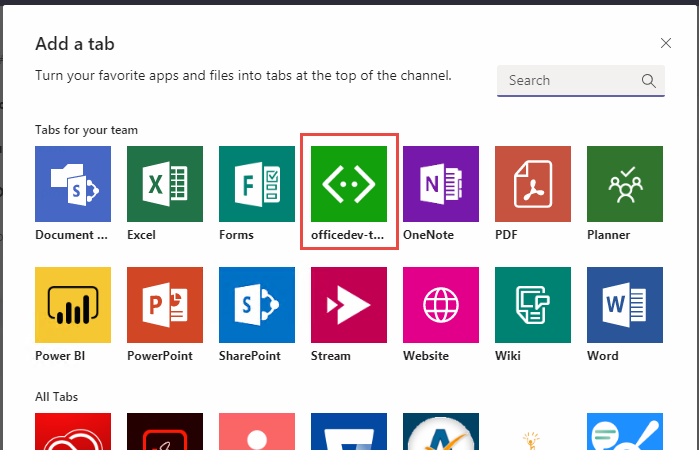 Add a tab
Turn your favorite apps and files into tabs at the top of the channel.
Search
Tabs for your team
Document ...
Excel
Forms
officedev-t...
OneNote
PDF
Planner
Power BI
PowerPoint
SharePoint
Stream
Website
Wiki
Word
All Tabs